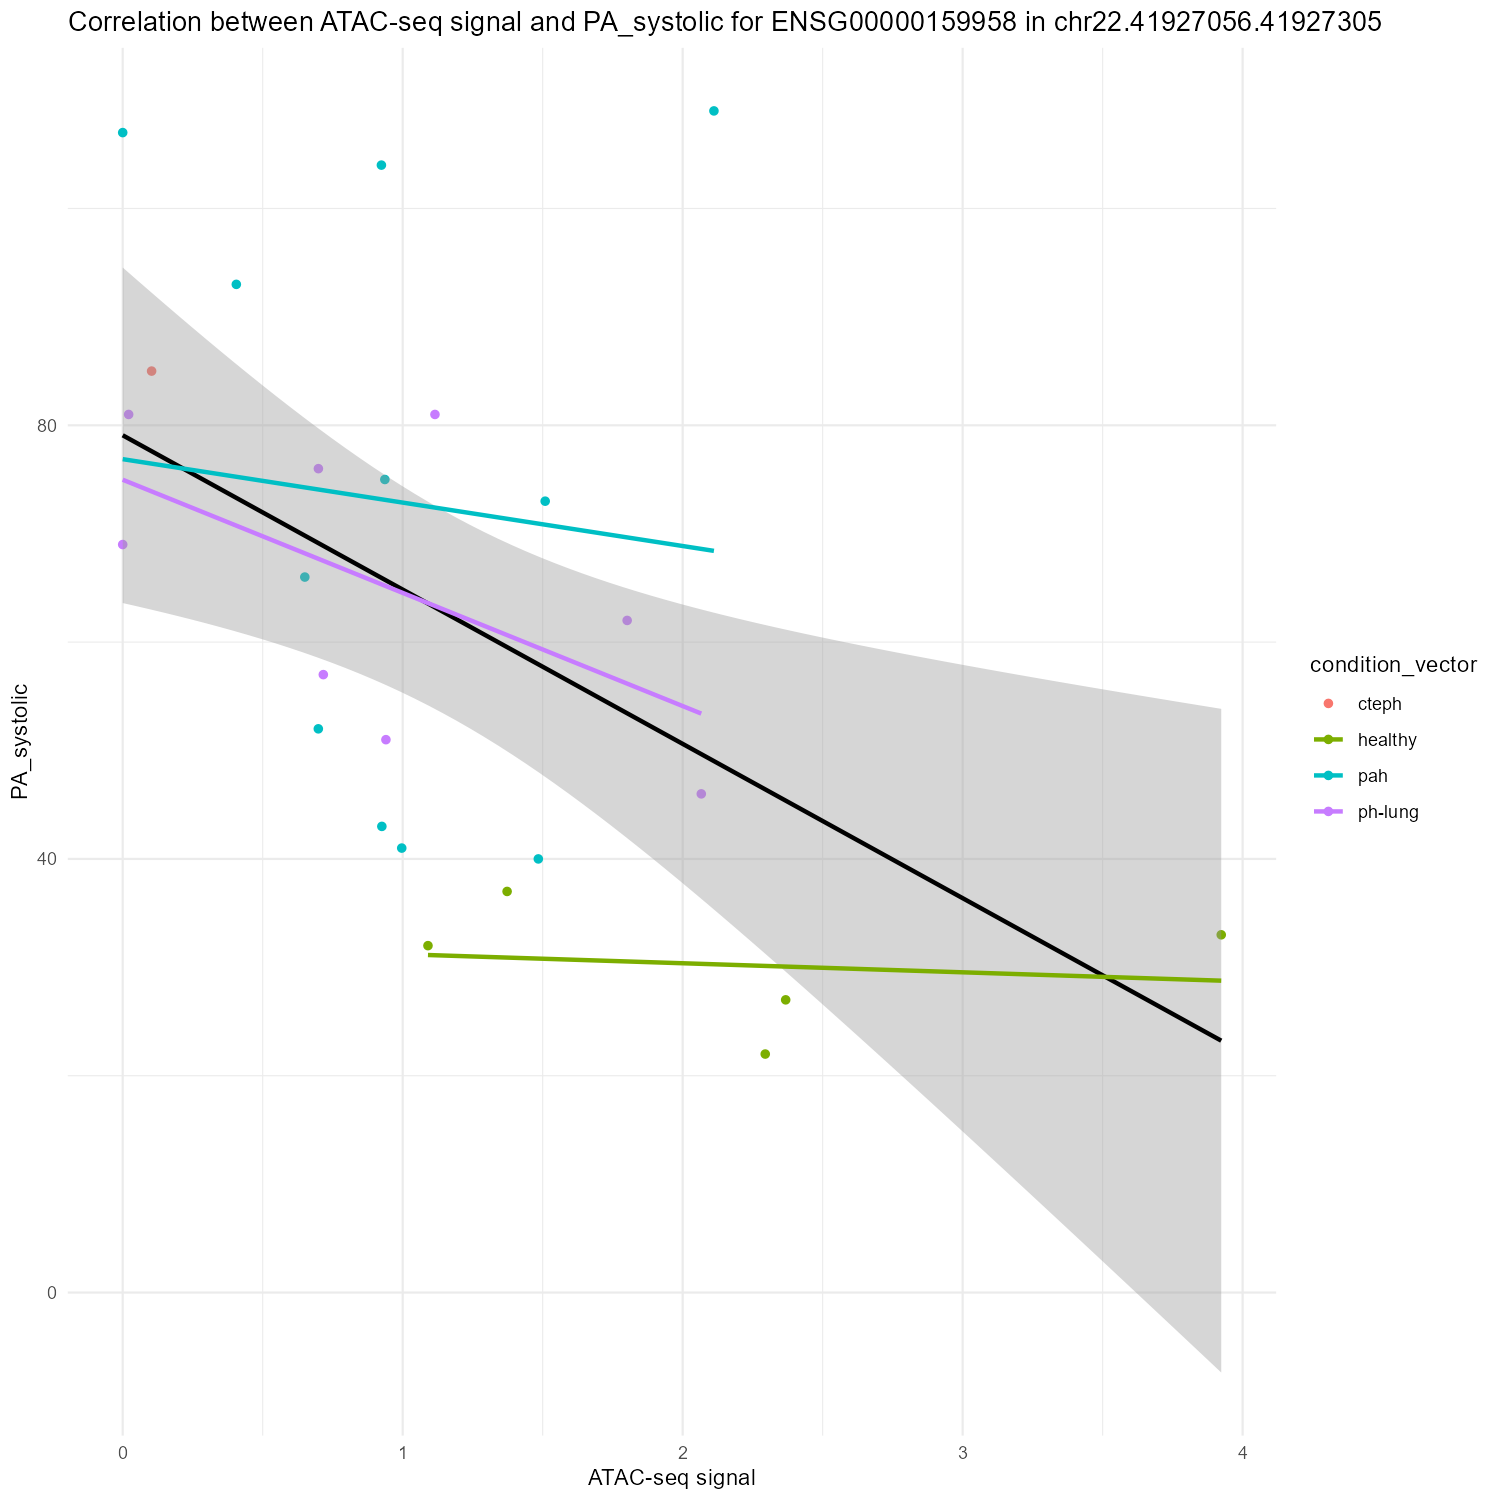 Correlation between ATAC-seq signal and PA_systolic for ENSG00000159958 in chr22.41927056.41927305
80
40
0
PA_systolic
0 1 2 3 4
ATAC-seq signal
condition_vector
cteph
healthy
pah
ph-lung